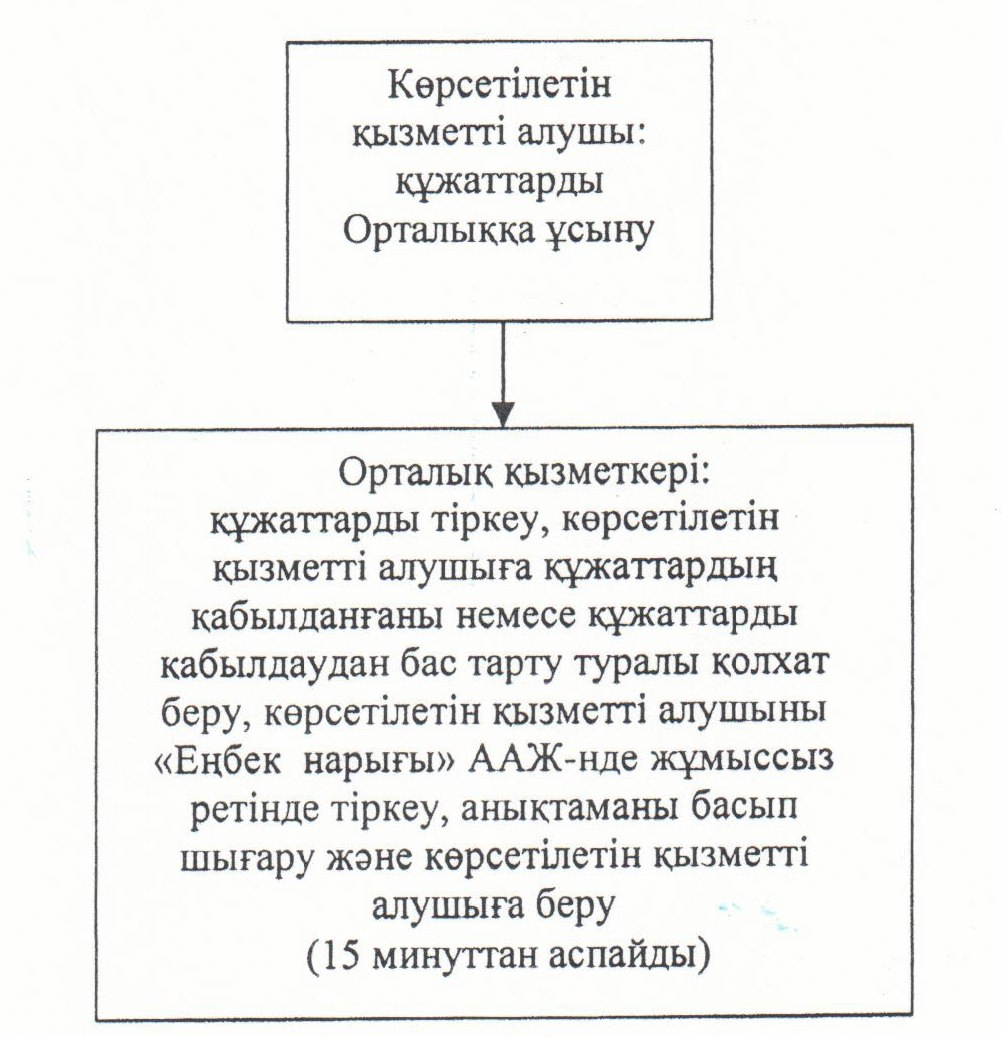 Көрсетілетін
қызметті алушы:
құжаттарды
Орталыққа ұсыну
Орталық қызметкері:
құжаттарды тіркеу, көрсетілетін
қызметті алушыға құжаттардың
қабылданғаны немесе құжаттарды
қабылдаудан бас тарту туралы қолхат
беру, көрсетілетін қызметті алушыны
«Еңбек нарығы» ААЖ-нде жұмыссыз
ретінде тіркеу, анықтаманы басып
шығару және көрсетілетін қызметті
алушыға беру
(15 минуттан аспайды)